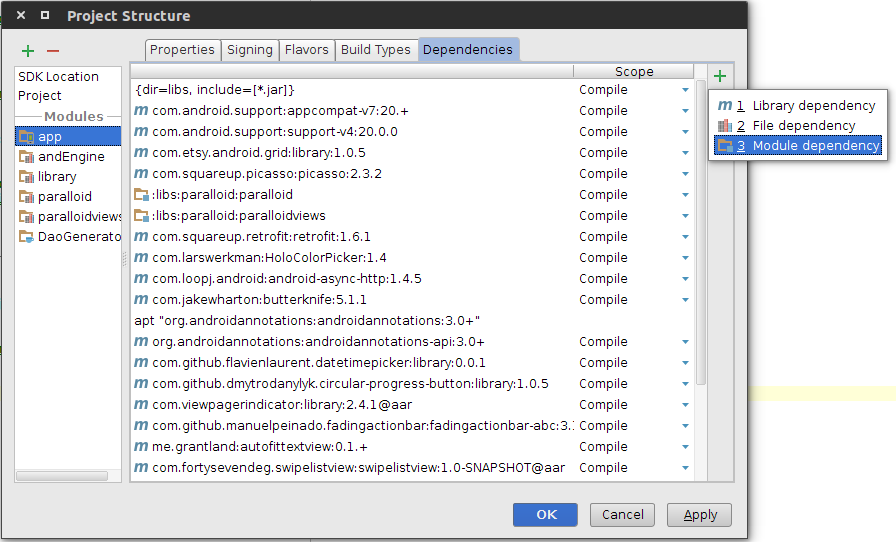 Project Structure
Properties Signing Flavors Build Types Dependencies
SDK Location
Project
Modules
app
andEngine
library
paralloid
paralloidviews
DaoGenerato
Scope
{dir=libs, include=[*.jar]} Compile
m com.android.support:appcompat-v7:20.+ Compile
m com.android.support:support-v4:20.0.0 Compile
m com.etsy.android.grid:library:1.0.5 Compile
m com.squareup.picasso:picasso:2.3.2 Compile
:libs:paralloid:paralloid Compile
:libs:paralloid:paralloidviews Compile
m com.squareup.retrofit:retrofit:1.6.1 Compile
m com.larswerkman:HoloColorPicker:1.4 Compile
m com.loopj.android:android-async-http:1.4.5 Compile
m com.jakewharton:butterknife:5.1.1 Compile
apt "org.androidannotations:androidannotations:3.0+"
m org.androidannotations:androidannotations-api:3.0+ Compile
m com.github.flavienlaurent.datetimepicker:library:0.0.1 Compile
m com.github.dmytrodanylyk.circular-progress-button:library:1.0.5 Compile
m com.viewpagerindicator:library:2.4.1@aar Compile
m com.github.manuelpeinado.fadingactionbar:fadingactionbar-abc:3. Compile
m me.grantland:autofittextview:0.1.+ Compile
m com.fortysevendeg.swipelistview:swipelistview:1.0-SNAPSHOT@aar Compile
m 1 Library dependency
2 File dependency
3 Module dependency
OK Cancel Apply